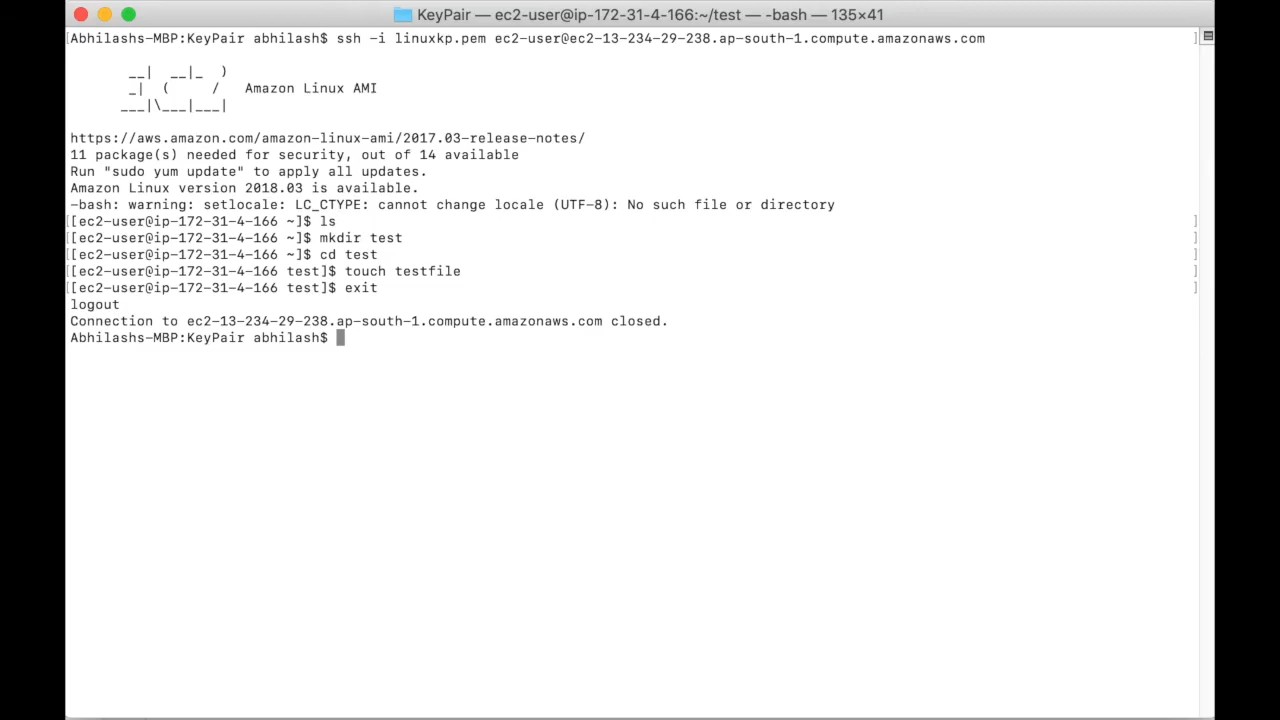 KeyPair — ec2-user@ip-172-31-4-166:~/test — -bash — 135×41
[Abhilashs-MBP:KeyPair abhilash$ ssh -i linuxkp.pem ec2-user@ec2-13-234-29-238.ap-south-1.compute.amazonaws.com ]
       __|  __|_  )
       _|  (     /   Amazon Linux AMI
      ___|\___|___|
https://aws.amazon.com/amazon-linux-ami/2017.03-release-notes/
11 package(s) needed for security, out of 14 available
Run "sudo yum update" to apply all updates.
Amazon Linux version 2018.03 is available.
-bash: warning: setlocale: LC_CTYPE: cannot change locale (UTF-8): No such file or directory
[[ec2-user@ip-172-31-4-166 ~]$ ls ]
[[ec2-user@ip-172-31-4-166 ~]$ mkdir test ]
[[ec2-user@ip-172-31-4-166 ~]$ cd test ]
[[ec2-user@ip-172-31-4-166 test]$ touch testfile ]
[[ec2-user@ip-172-31-4-166 test]$ exit ]
logout
Connection to ec2-13-234-29-238.ap-south-1.compute.amazonaws.com closed.
Abhilashs-MBP:KeyPair abhilash$